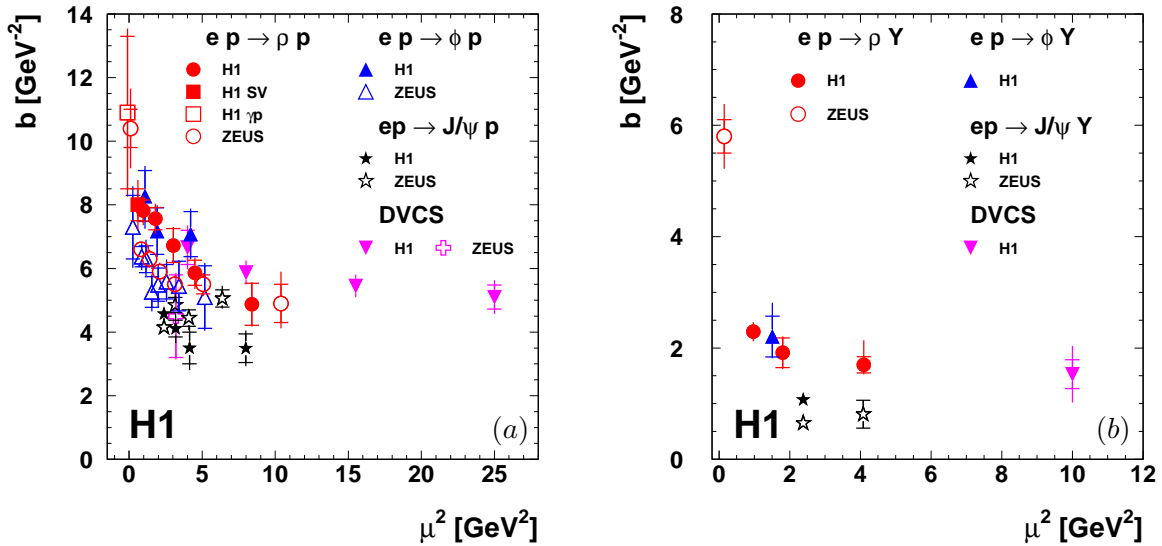 b [GeV⁻²]
14
12
10
8
6
4
2
0
e p → ρ p
H1
H1 SV
H1 γp
ZEUS
e p → ϕ p
H1
ZEUS
ep → J/ψ p
H1
ZEUS
DVCS
H1 ZEUS
H1
(a)
0 5 10 15 20 25
μ² [GeV²]
b [GeV⁻²]
8
6
4
2
0
e p → ρ Y
H1
ZEUS
e p → ϕ Y
H1
ep → J/ψ Y
H1
ZEUS
DVCS
H1
H1
(b)
0 2 4 6 8 10 12
μ² [GeV²]